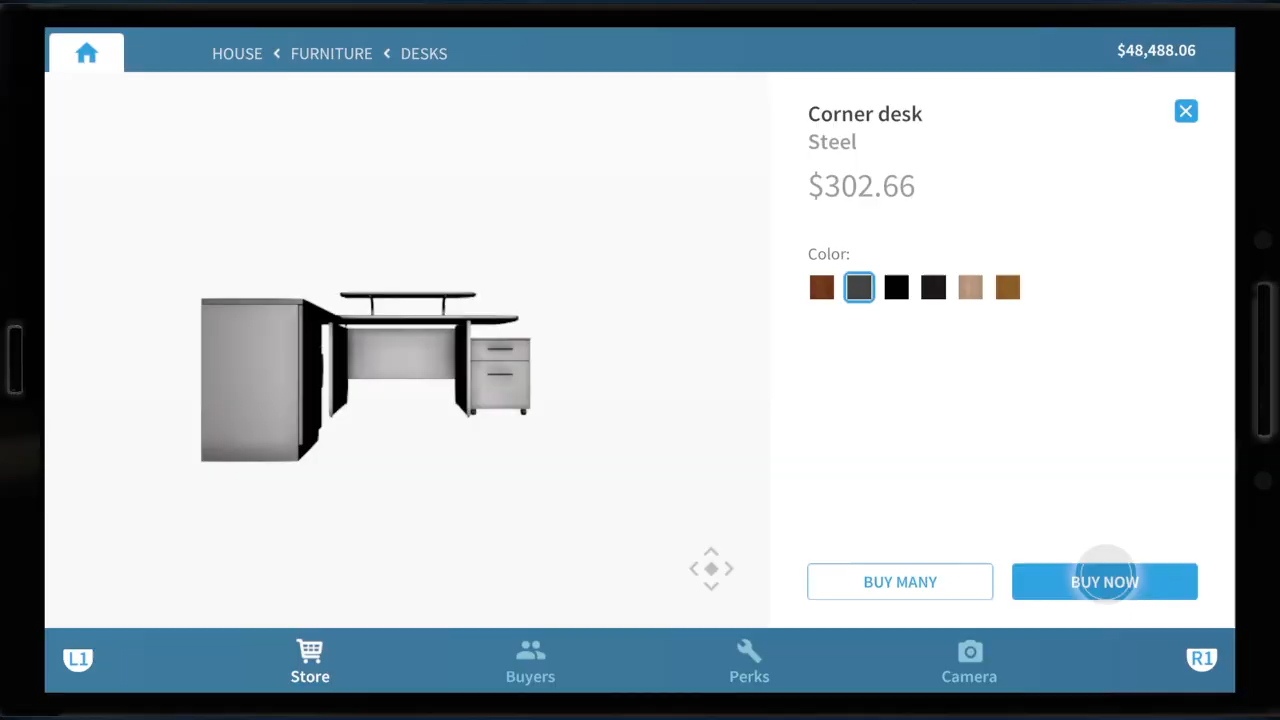 HOUSE < FURNITURE < DESKS
$48,488.06
Corner desk
Steel
$302.66
Color:
BUY MANY
BUY NOW
L1
Store
Buyers
Perks
Camera
R1